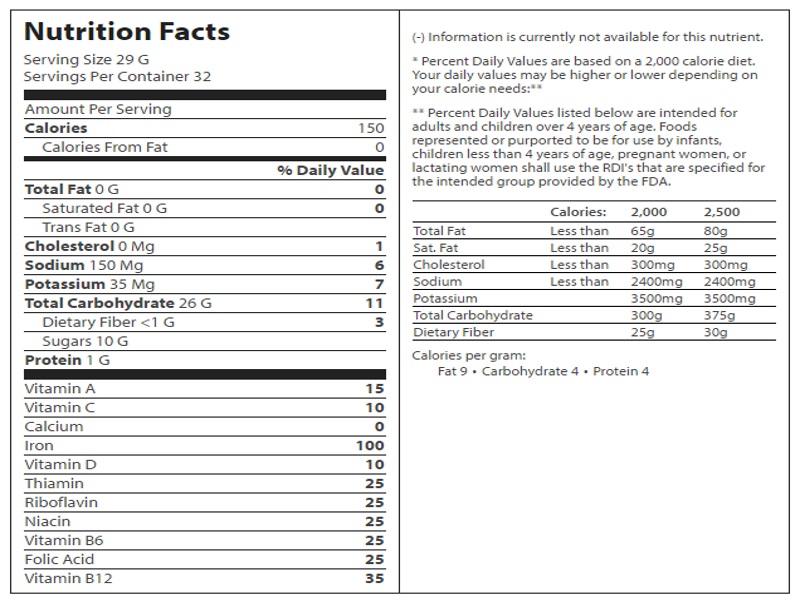 Nutrition Facts
Serving Size 29 G
Servings Per Container 32
Amount Per Serving
Calories 150
Calories From Fat 0
% Daily Value
Total Fat 0 G 0
Saturated Fat 0 G 0
Trans Fat 0 G
Cholesterol 0 Mg 1
Sodium 150 Mg 6
Potassium 35 Mg 7
Total Carbohydrate 26 G 11
Dietary Fiber <1 G 3
Sugars 10 G
Protein 1 G
Vitamin A 15
Vitamin C 10
Calcium 0
Iron 100
Vitamin D 10
Thiamin 25
Riboflavin 25
Niacin 25
Vitamin B6 25
Folic Acid 25
Vitamin B12 35
(-) Information is currently not available for this nutrient.
* Percent Daily Values are based on a 2,000 calorie diet.
Your daily values may be higher or lower depending on
your calorie needs:**
** Percent Daily Values listed below are intended for
adults and children over 4 years of age. Foods
represented or purported to be for use by infants,
children less than 4 years of age, pregnant women, or
lactating women shall use the RDI's that are specified for
the intended group provided by the FDA.
Calories: 2,000 2,500
Total Fat Less than 65g 80g
Sat. Fat Less than 20g 25g
Cholesterol Less than 300mg 300mg
Sodium Less than 2400mg 2400mg
Potassium 3500mg 3500mg
Total Carbohydrate 300g 375g
Dietary Fiber 25g 30g
Calories per gram:
Fat 9 • Carbohydrate 4 • Protein 4